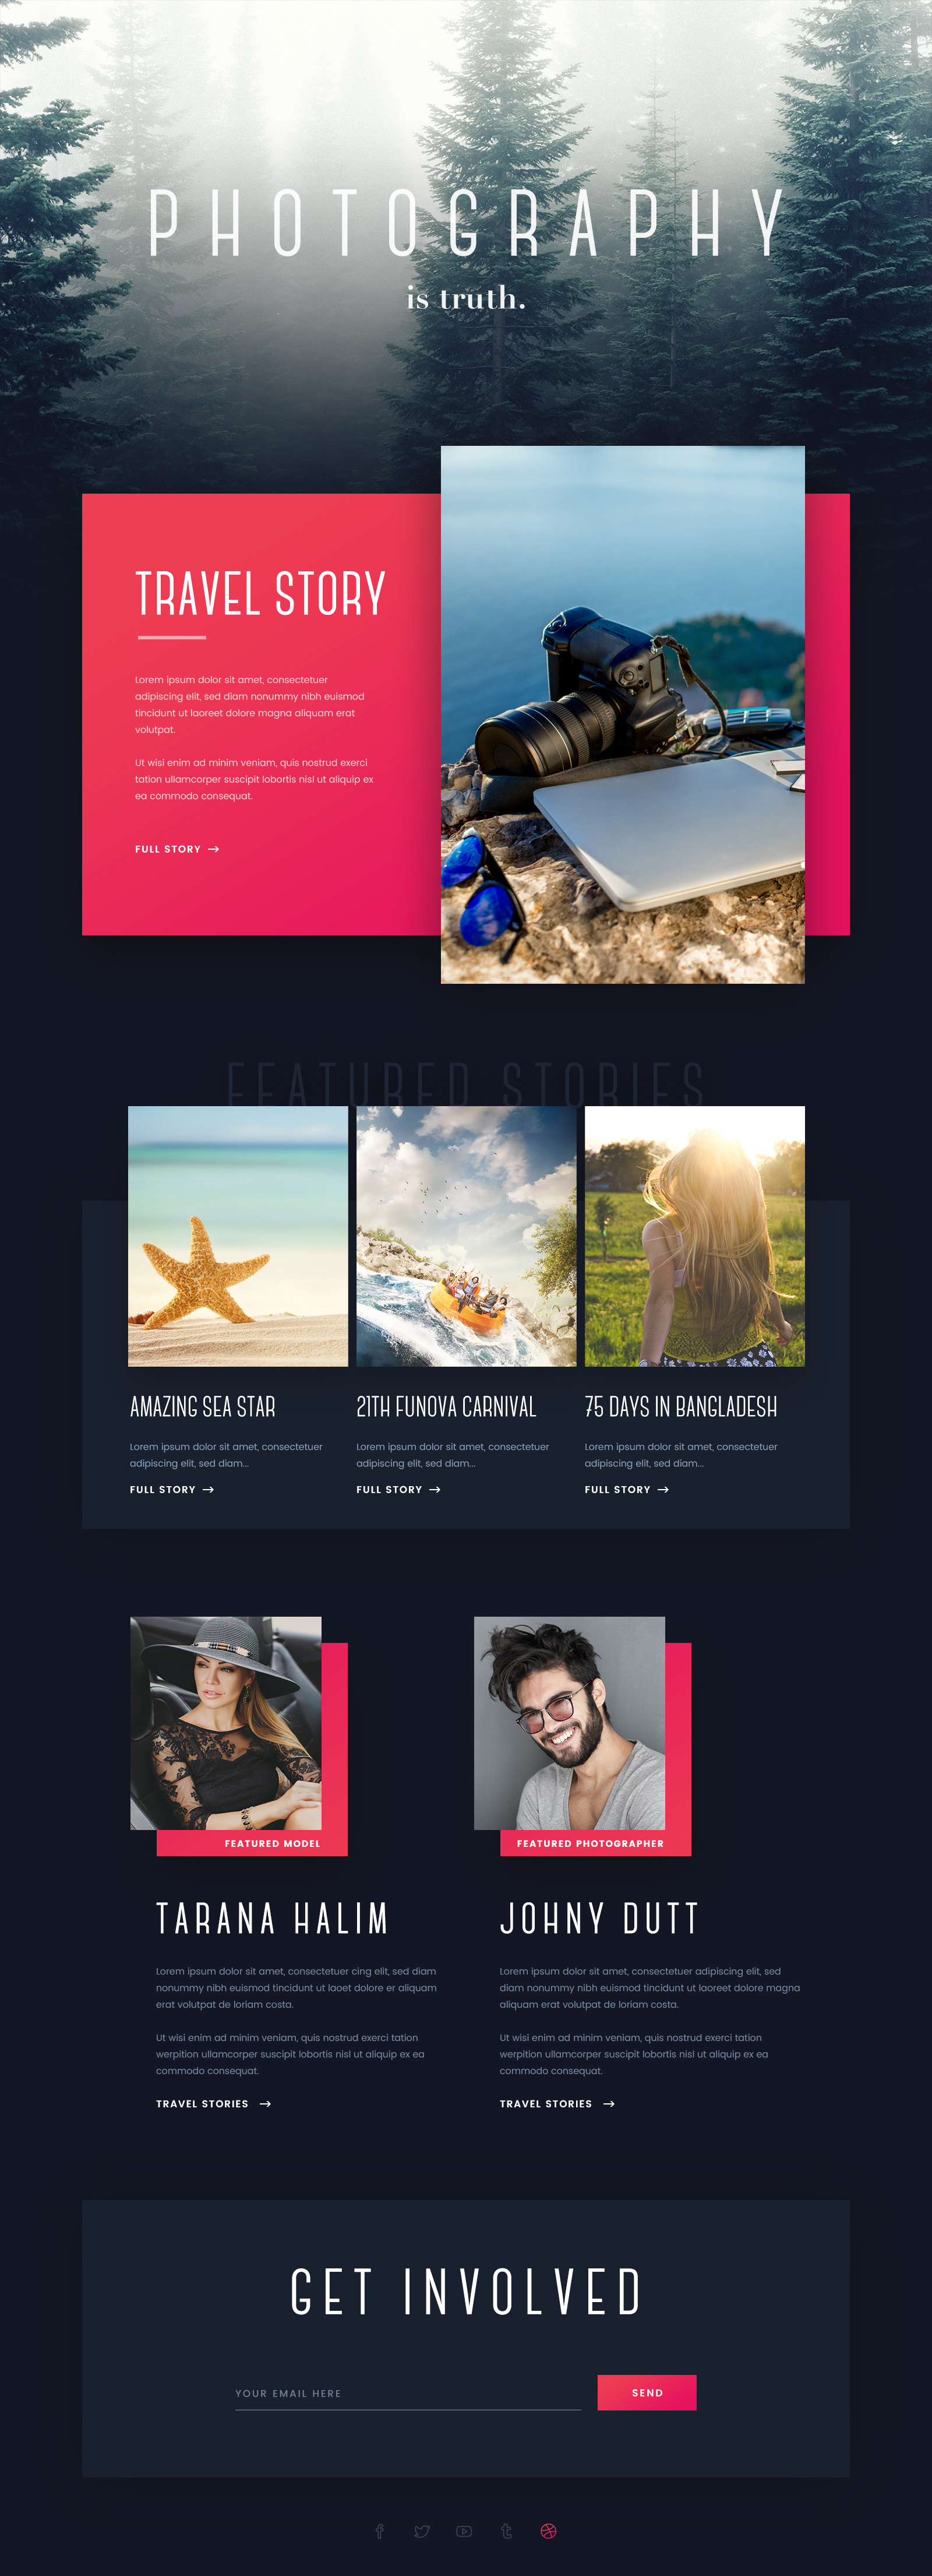 PHOTOGRAPHY
is truth.
TRAVEL STORY
Lorem ipsum dolor sit amet, consectetuer
adipiscing elit, sed diam nonummy nibh euismod
tincidunt ut laoreet dolore magna aliquam erat
volutpat.
Ut wisi enim ad minim veniam, quis nostrud exerci
tation ullamcorper suscipit lobortis nisl ut aliquip ex
ea commodo consequat.
FULL STORY
FEATURED STORIES
AMAZING SEA STAR
Lorem ipsum dolor sit amet, consectetuer
adipiscing elit, sed diam...
FULL STORY
21TH FUNOVA CARNIVAL
Lorem ipsum dolor sit amet, consectetuer
adipiscing elit, sed diam...
FULL STORY
75 DAYS IN BANGLADESH
Lorem ipsum dolor sit amet, consectetuer
adipiscing elit, sed diam...
FULL STORY
FEATURED MODEL
TARANA HALIM
Lorem ipsum dolor sit amet, consectetuer cing elit, sed diam
nonummy nibh euismod tincidunt ut laoet dolore er aliquam
erat volutpat de loriam costa.
Ut wisi enim ad minim veniam, quis nostrud exerci tation
werpition ullamcorper suscipit lobortis nisl ut aliquip ex ea
commodo consequat.
TRAVEL STORIES
FEATURED PHOTOGRAPHER
JOHNY DUTT
Lorem ipsum dolor sit amet, consectetuer adipiscing elit, sed
diam nonummy nibh euismod tincidunt ut laoreet dolore magna
aliquam erat volutpat de loriam costa.
Ut wisi enim ad minim veniam, quis nostrud exerci tation
werpition ullamcorper suscipit lobortis nisl ut aliquip ex ea
commodo consequat.
TRAVEL STORIES
GET INVOLVED
YOUR EMAIL HERE
SEND